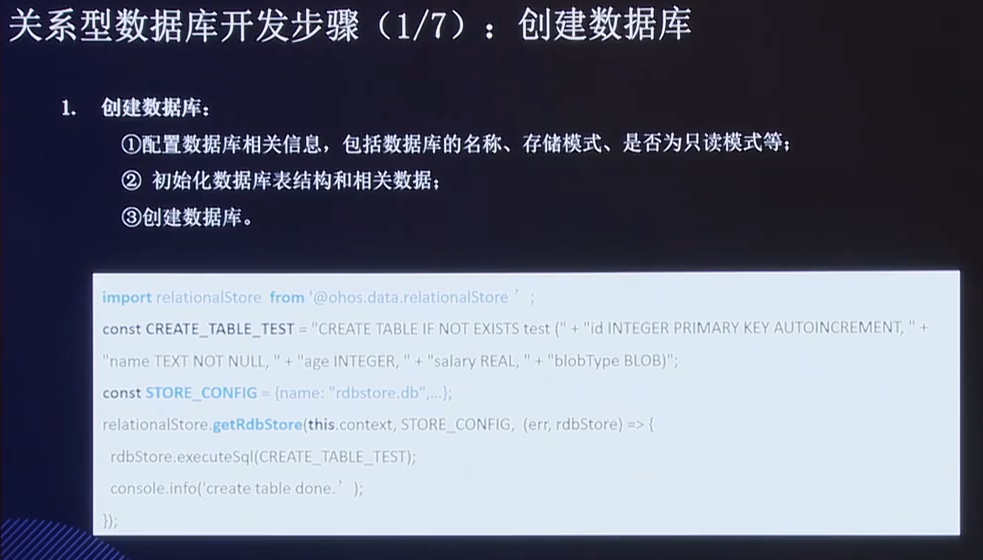 关系型数据库开发步骤（1/7）：创建数据库
1. 创建数据库：
①配置数据库相关信息，包括数据库的名称、存储模式、是否为只读模式等；
② 初始化数据库表结构和相关数据；
③创建数据库。
import relationalStore from '@ohos.data.relationalStore ’ ;
const CREATE_TABLE_TEST = "CREATE TABLE IF NOT EXISTS test (" + "id INTEGER PRIMARY KEY AUTOINCREMENT, " +
"name TEXT NOT NULL, " + "age INTEGER, " + "salary REAL, " + "blobType BLOB)";
const STORE_CONFIG = {name: "rdbstore.db",…};
relationalStore.getRdbStore(this.context, STORE_CONFIG, (err, rdbStore) => {
rdbStore.executeSql(CREATE_TABLE_TEST);
console.info('create table done.’ );
});